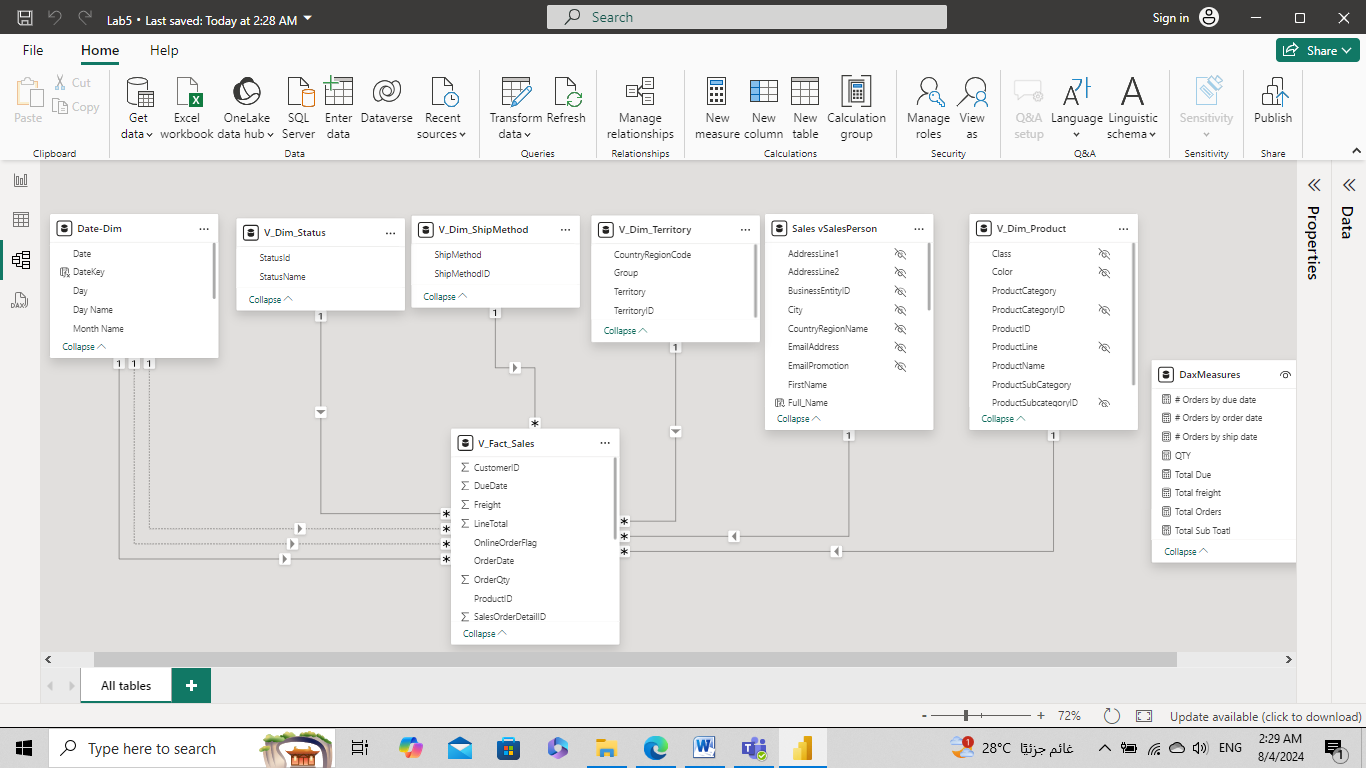 Lab5 • Last saved: Today at 2:28 AM
Search
Sign in
File
Home
Help
Share
Paste
Cut
Copy
Clipboard
Get data
Excel workbook
OneLake data hub
SQL Server
Enter data
Dataverse
Recent sources
Data
Transform data
Refresh
Queries
Manage relationships
Relationships
New measure
New column
New table
Calculation group
Calculations
Manage roles
View as
Security
Q&A setup
Language
Linguistic schema
Q&A
Sensitivity
Sensitivity
Publish
Share
Date-Dim
Date
DateKey
Day
Day Name
Month Name
Collapse
V_Dim_Status
StatusId
StatusName
Collapse
V_Dim_ShipMethod
ShipMethod
ShipMethodID
Collapse
V_Dim_Territory
CountryRegionCode
Group
Territory
TerritoryID
Collapse
Sales vSalesPerson
AddressLine1
AddressLine2
BusinessEntityID
City
CountryRegionName
EmailAddress
EmailPromotion
FirstName
Full_Name
Collapse
V_Dim_Product
Class
Color
ProductCategory
ProductCategoryID
ProductID
ProductLine
ProductName
ProductSubCategory
ProductSubcategoryID
Collapse
DaxMeasures
# Orders by due date
# Orders by order date
# Orders by ship date
QTY
Total Due
Total freight
Total Orders
Total Sub Toatl
Collapse
V_Fact_Sales
CustomerID
DueDate
Freight
LineTotal
OnlineOrderFlag
OrderDate
OrderQty
ProductID
SalesOrderDetailID
Collapse
1 1 1
1
1
1
1
1
*
* * * *
* * *
Properties
Data
DAX
All tables
+
- + 72%
Update available (click to download)
Type here to search
1
28°C غائم جزئيًا
ENG
2:29 AM
8/4/2024
1